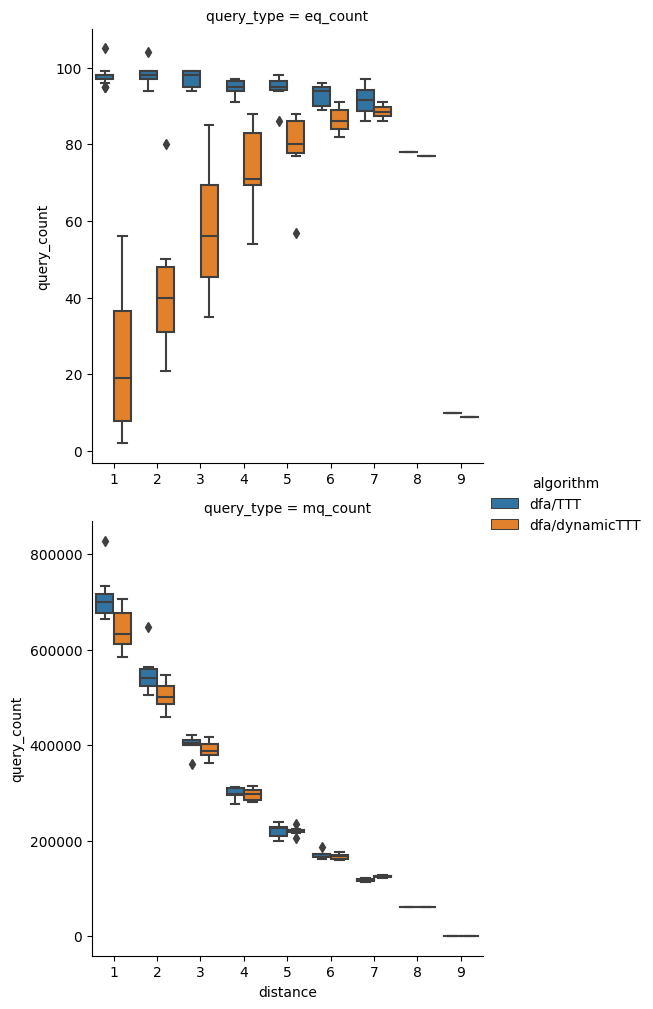 query_type = eq_count
100
80
60
40
20
0
query_count
1 2 3 4 5 6 7 8 9
algorithm
dfa/TTT
dfa/dynamicTTT
query_type = mq_count
800000
600000
400000
200000
0
query_count
1 2 3 4 5 6 7 8 9
distance